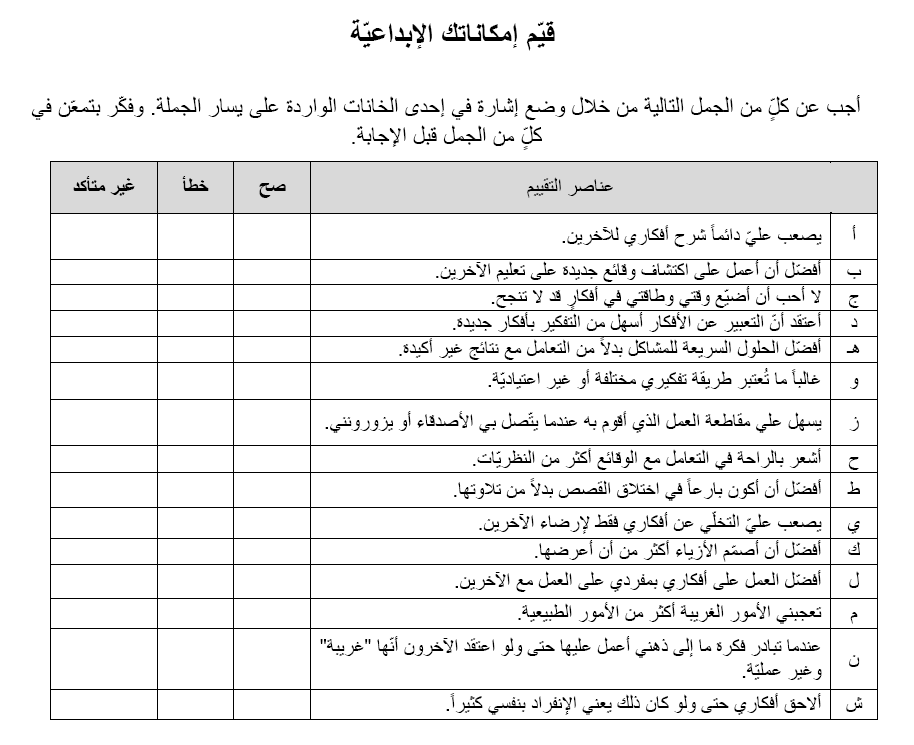 قيّم إمكاناتك الإبداعيّة
أجب عن كلٍّ من الجمل التالية من خلال وضع إشارة في إحدى الخانات الواردة على يسار الجملة. وفكّر بتمعّن في
كلٍّ من الجمل قبل الإجابة.
عناصر التقييم صح خطأ غير متأكد
أ يصعب عليّ دائماً شرح أفكاري للآخرين.
ب أفضّل أن أعمل على اكتشاف وقائع جديدة على تعليم الآخرين.
ج لا أحب أن أضيّع وقتي وطاقتي في أفكارٍ قد لا تنجح.
د أعتقد أنّ التعبير عن الأفكار أسهل من التفكير بأفكار جديدة.
هـ أفضّل الحلول السريعة للمشاكل بدلاً من التعامل مع نتائج غير أكيدة.
و غالباً ما تُعتبر طريقة تفكيري مختلفة أو غير اعتياديّة.
ز يسهل علي مقاطعة العمل الذي أقوم به عندما يتّصل بي الأصدقاء أو يزورونني.
ح أشعر بالراحة في التعامل مع الوقائع أكثر من النظريّات.
ط أفضّل أن أكون بارعاً في اختلاق القصص بدلاً من تلاوتها.
ي يصعب عليّ التخلّي عن أفكاري فقط لإرضاء الآخرين.
ك أفضّل أن أصمّم الأزياء أكثر من أن أعرضها.
ل أفضّل العمل على أفكاري بمفردي على العمل مع الآخرين.
م تعجبني الأمور الغريبة أكثر من الأمور الطبيعية.
ن عندما تبادر فكرة ما إلى ذهني أعمل عليها حتى ولو اعتقد الآخرون أنّها "غريبة"
وغير عمليّة.
ش ألاحق أفكاري حتى ولو كان ذلك يعني الإنفراد بنفسي كثيراً.